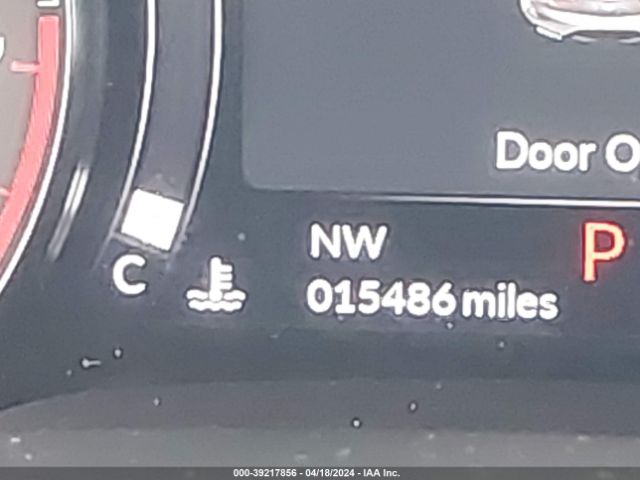 Door O
NW
P
C
015486 miles
000-39217856 - 04/18/2024 - IAA Inc.